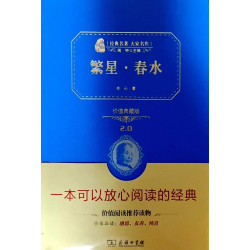 经典名著 大家名作
繁星·春水
冰心 著
价值典藏版
2.0
一本可以放心阅读的经典
价值阅读推荐读物
商务印书馆